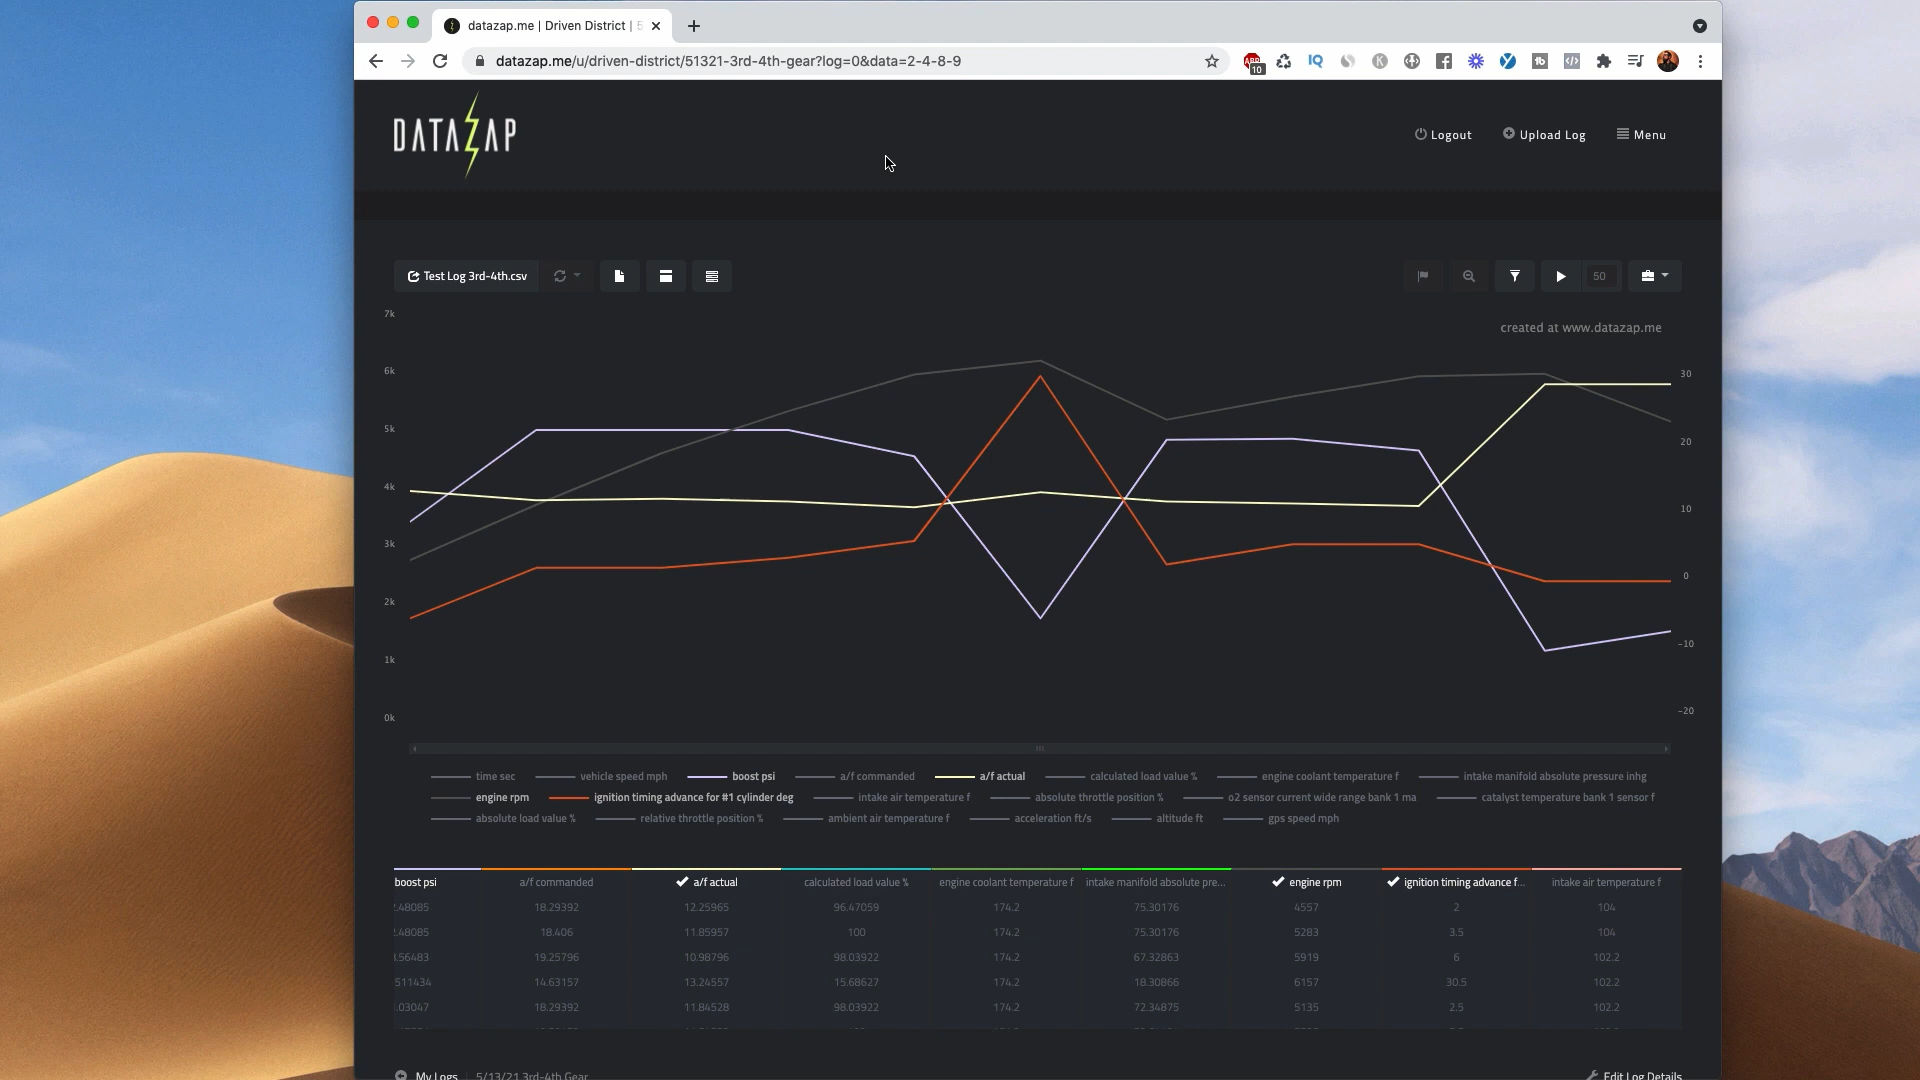 datazap.me | Driven District | 5
datazap.me/u/driven-district/51321-3rd-4th-gear?log=0&data=2-4-8-9
ABP
10
IQ
K
DATAZAP
Logout Upload Log Menu
Test Log 3rd-4th.csv
50
created at www.datazap.me
7k
6k
5k
4k
3k
2k
1k
0k
30
20
10
0
-10
-20
time sec vehicle speed mph boost psi a/f commanded a/f actual calculated load value % engine coolant temperature f intake manifold absolute pressure inhg
engine rpm ignition timing advance for #1 cylinder deg intake air temperature f absolute throttle position % o2 sensor current wide range bank 1 ma catalyst temperature bank 1 sensor f
absolute load value % relative throttle position % ambient air temperature f acceleration ft/s altitude ft gps speed mph
boost psi a/f commanded a/f actual calculated load value % engine coolant temperature f intake manifold absolute pre... engine rpm ignition timing advance f... intake air temperature f
.48085 18.29392 12.25965 96.47059 174.2 75.30176 4557 2 104
.48085 18.406 11.85957 100 174.2 75.30176 5283 3.5 104
.56483 19.25796 10.98796 98.03922 174.2 67.32863 5919 6 102.2
511434 14.63157 13.24557 15.68627 174.2 18.30866 6157 30.5 102.2
.03047 18.29392 11.84528 98.03922 174.2 72.34875 5135 2.5 102.2
My Logs 5/13/21 3rd-4th Gear Edit Log Details